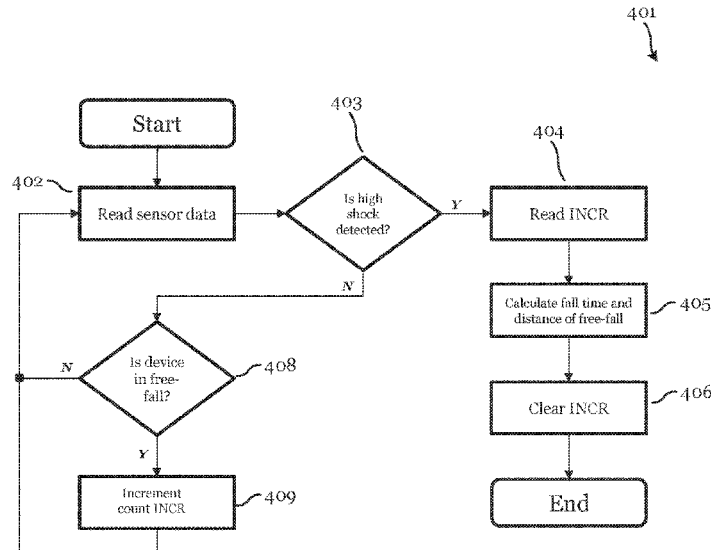 401
Start
403
404
402
Read sensor data
Is high
shock
detected?
Y
Read INCR
N
Calculate fall time and
distance of free-fall
405
N
Is device
in free-
fall?
408
Clear INCR
406
Y
Increment
count INCR
409
End